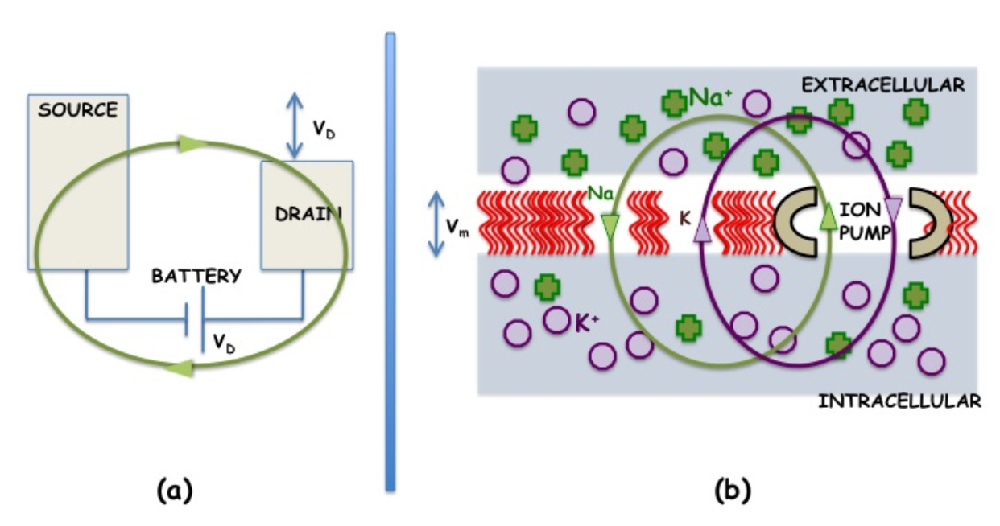 SOURCE
V_D
DRAIN
BATTERY
V_D
(a)
EXTRACELLULAR
Na⁺
Na
K
ION
PUMP
V_m
K⁺
INTRACELLULAR
(b)